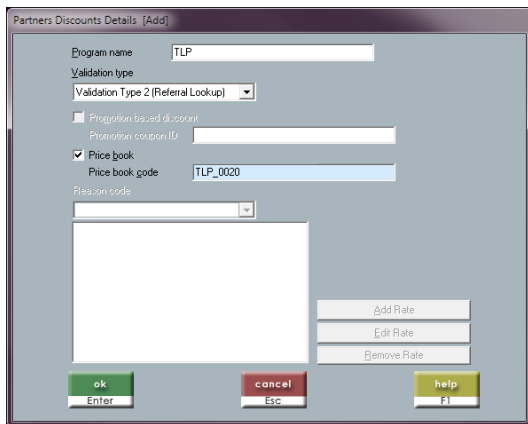 Partners Discounts Details [Add]
Program name TLP
Validation type
Validation Type 2 (Referral Lookup)
Promotion based discount
Promotion coupon ID
Price book
Price book code TLP_0020
Reason code
Add Rate
Edit Rate
Remove Rate
ok cancel help
Enter Esc F1